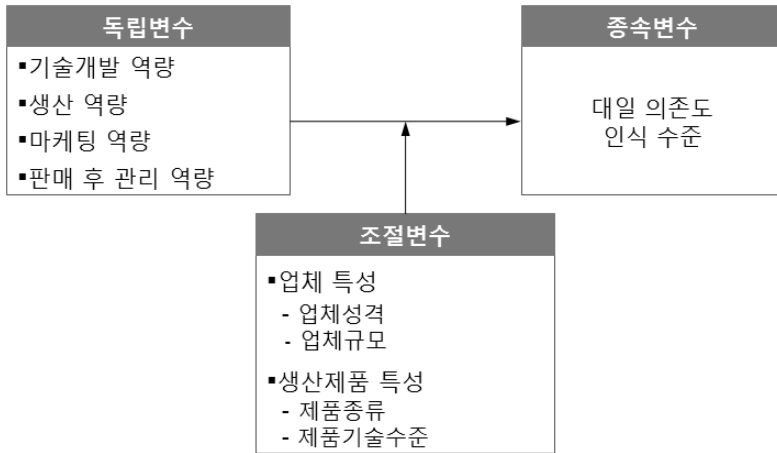 독립변수
▪기술개발 역량
▪생산 역량
▪마케팅 역량
▪판매 후 관리 역량
종속변수
대일 의존도
인식 수준
조절변수
▪업체 특성
- 업체성격
- 업체규모
▪생산제품 특성
- 제품종류
- 제품기술수준